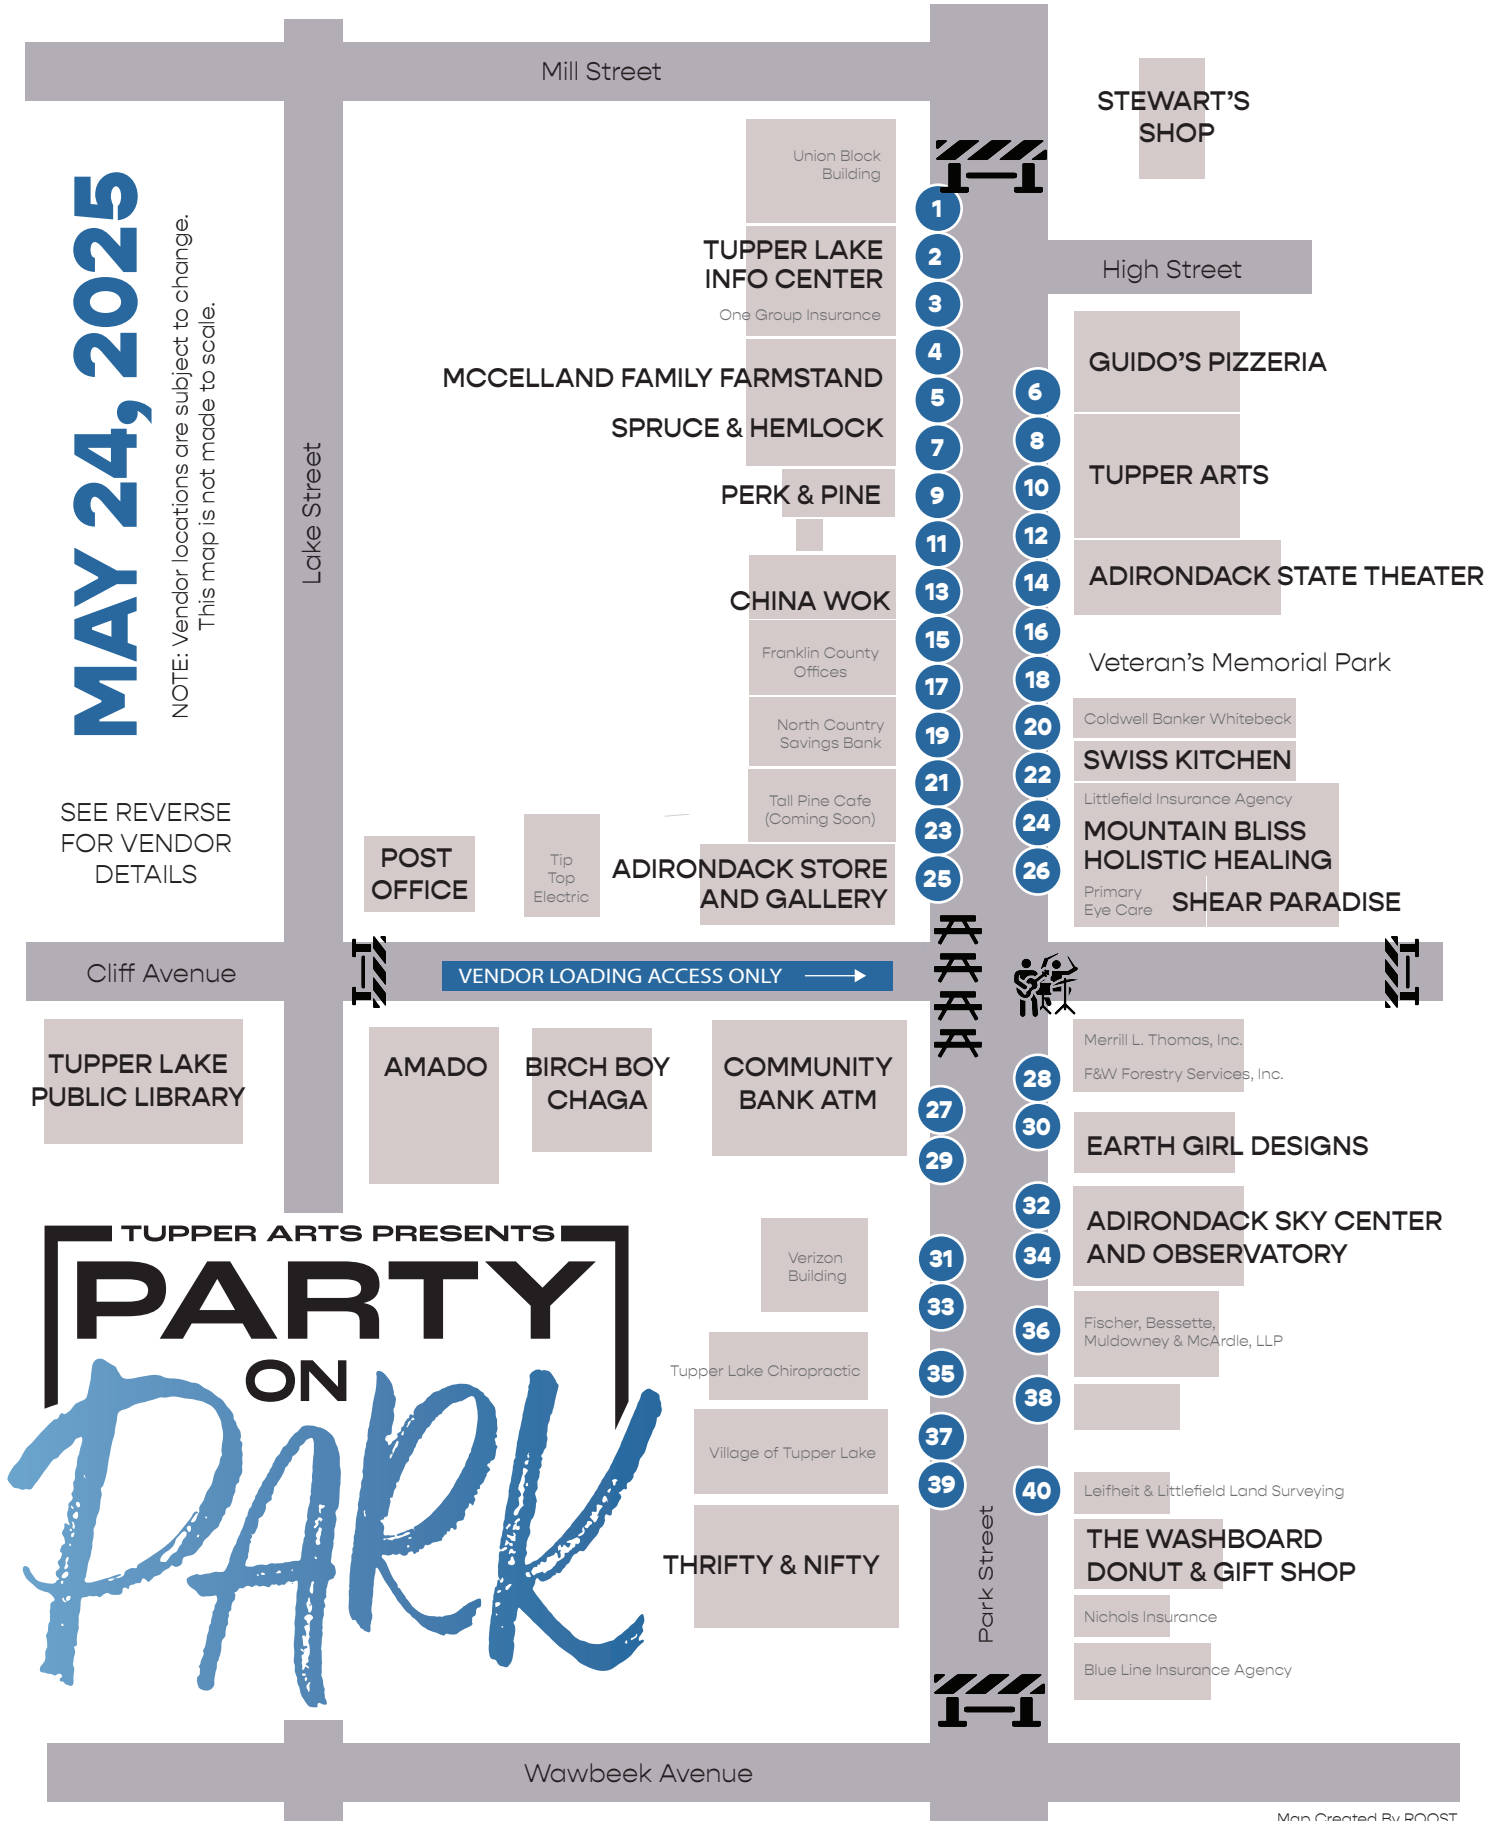 Mill Street
STEWART'S
SHOP
Union Block
Building
1
TUPPER LAKE
INFO CENTER
2
High Street
One Group Insurance
3
4
MCCELLAND FAMILY FARMSTAND
5
GUIDO'S PIZZERIA
6
SPRUCE & HEMLOCK
7
8
PERK & PINE
9
TUPPER ARTS
10
11
12
CHINA WOK
13
ADIRONDACK STATE THEATER
14
Franklin County
Offices
15
16
Veteran's Memorial Park
17
18
North Country
Savings Bank
19
Coldwell Banker Whitebeck
20
SWISS KITCHEN
21
22
Tall Pine Cafe
(Coming Soon)
23
Littlefield Insurance Agency
24
MOUNTAIN BLISS
HOLISTIC HEALING
ADIRONDACK STORE
AND GALLERY
25
26
Primary
Eye Care
SHEAR PARADISE
MAY 24, 2025
NOTE: Vendor locations are subject to change.
This map is not made to scale.
Lake Street
SEE REVERSE
FOR VENDOR
DETAILS
POST
OFFICE
Tip
Top
Electric
Cliff Avenue
VENDOR LOADING ACCESS ONLY
TUPPER LAKE
PUBLIC LIBRARY
AMADO
BIRCH BOY
CHAGA
COMMUNITY
BANK ATM
Merrill L. Thomas, Inc.
F&W Forestry Services, Inc.
28
27
30
EARTH GIRL DESIGNS
29
32
ADIRONDACK SKY CENTER
AND OBSERVATORY
34
Verizon
Building
31
33
36
Fischer, Bessette,
Muldowney & McArdle, LLP
Tupper Lake Chiropractic
35
38
Village of Tupper Lake
37
39
40
Leifheit & Littlefield Land Surveying
THRIFTY & NIFTY
Park Street
THE WASHBOARD
DONUT & GIFT SHOP
Nichols Insurance
Blue Line Insurance Agency
TUPPER ARTS PRESENTS
PARTY
ON
PARK
Wawbeek Avenue
Map Created By ROOST